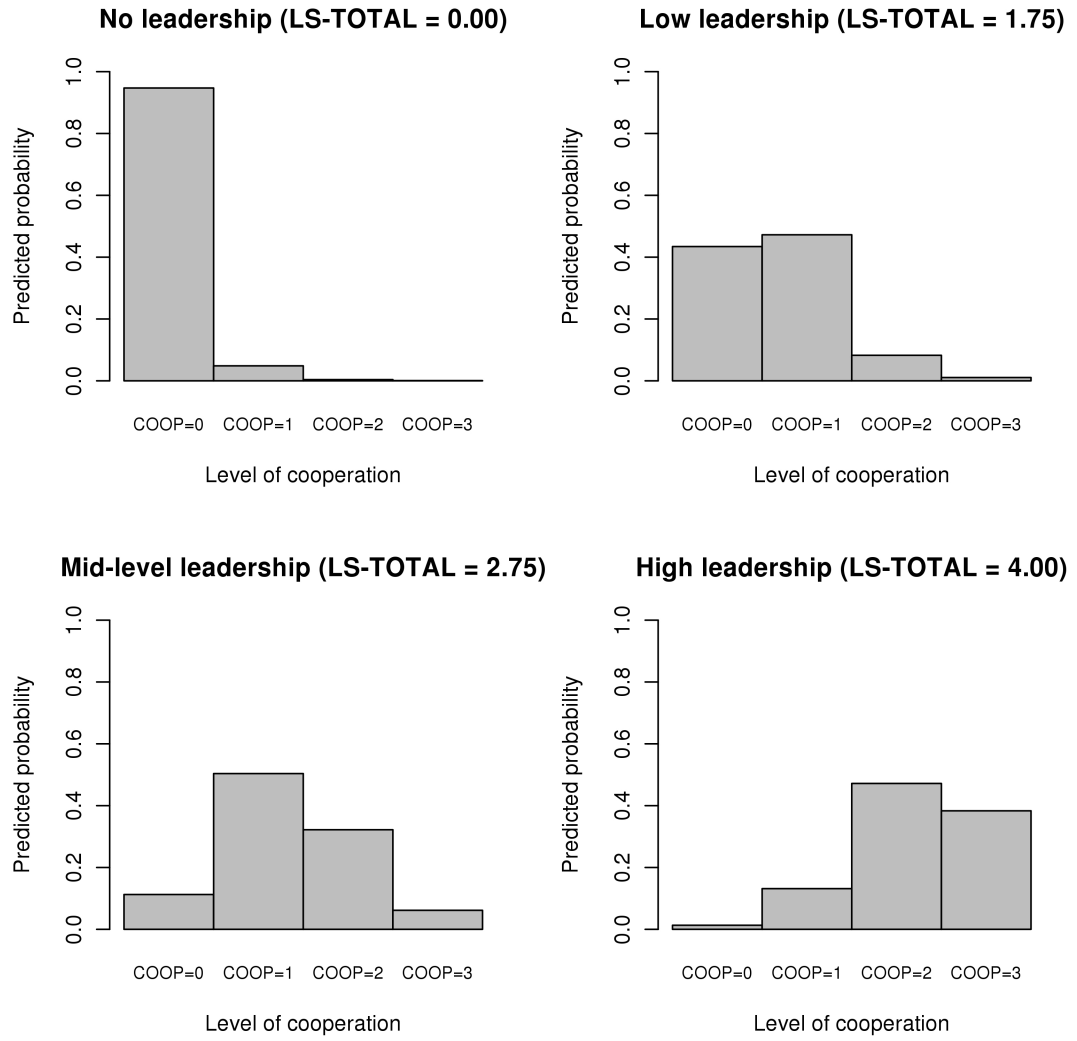 No leadership (LS-TOTAL = 0.00)
Predicted probability
1.0
0.8
0.6
0.4
0.2
0.0
COOP=0 COOP=1 COOP=2 COOP=3
Level of cooperation
Low leadership (LS-TOTAL = 1.75)
Predicted probability
1.0
0.8
0.6
0.4
0.2
0.0
COOP=0 COOP=1 COOP=2 COOP=3
Level of cooperation
Mid-level leadership (LS-TOTAL = 2.75)
Predicted probability
1.0
0.8
0.6
0.4
0.2
0.0
COOP=0 COOP=1 COOP=2 COOP=3
Level of cooperation
High leadership (LS-TOTAL = 4.00)
Predicted probability
1.0
0.8
0.6
0.4
0.2
0.0
COOP=0 COOP=1 COOP=2 COOP=3
Level of cooperation